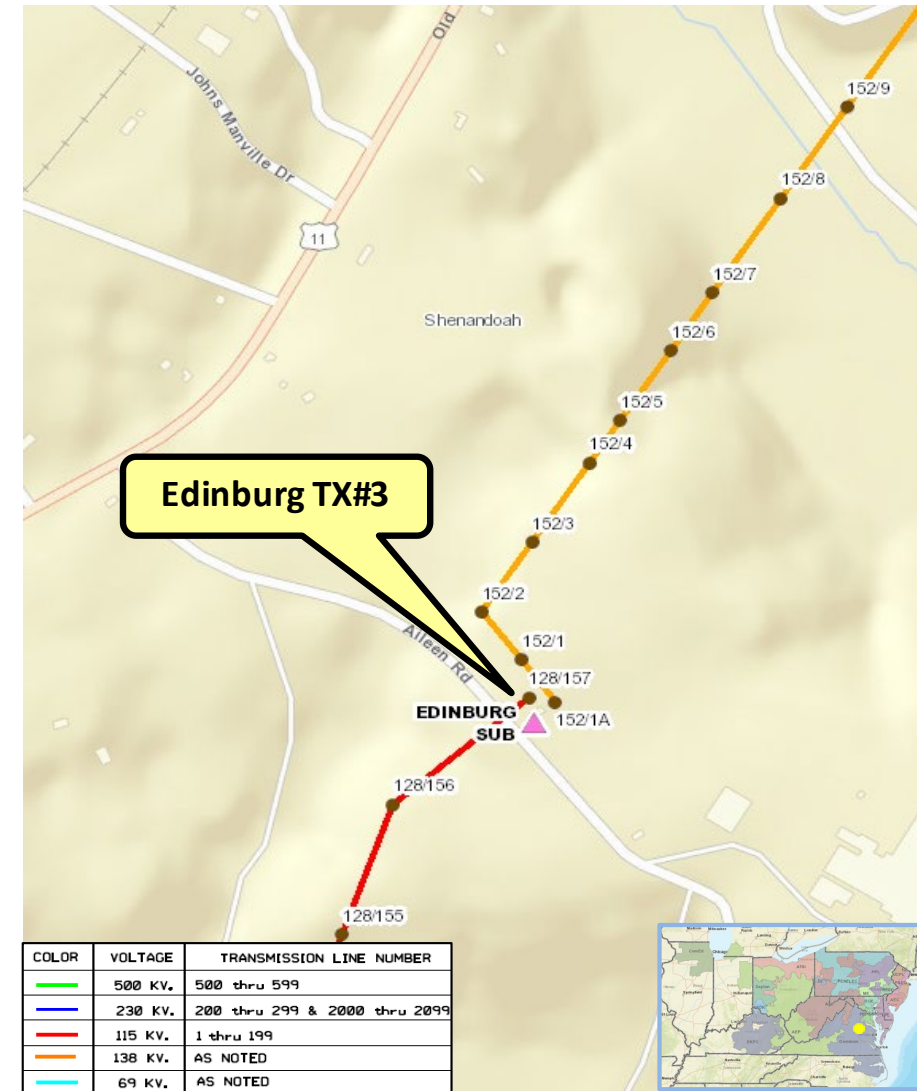 Old
152/9
Johns Manville Dr
152/8
11
152/7
Shenandoah
152/6
152/5
152/4
Edinburg TX#3
152/3
152/2
Aileen Rd
152/1
128/157
EDINBURG
SUB
152/1A
128/156
128/155
COLOR VOLTAGE TRANSMISSION LINE NUMBER
500 KV. 500 thru 599
230 KV. 200 thru 299 & 2000 thru 2099
115 KV. 1 thru 199
138 KV. AS NOTED
69 KV. AS NOTED